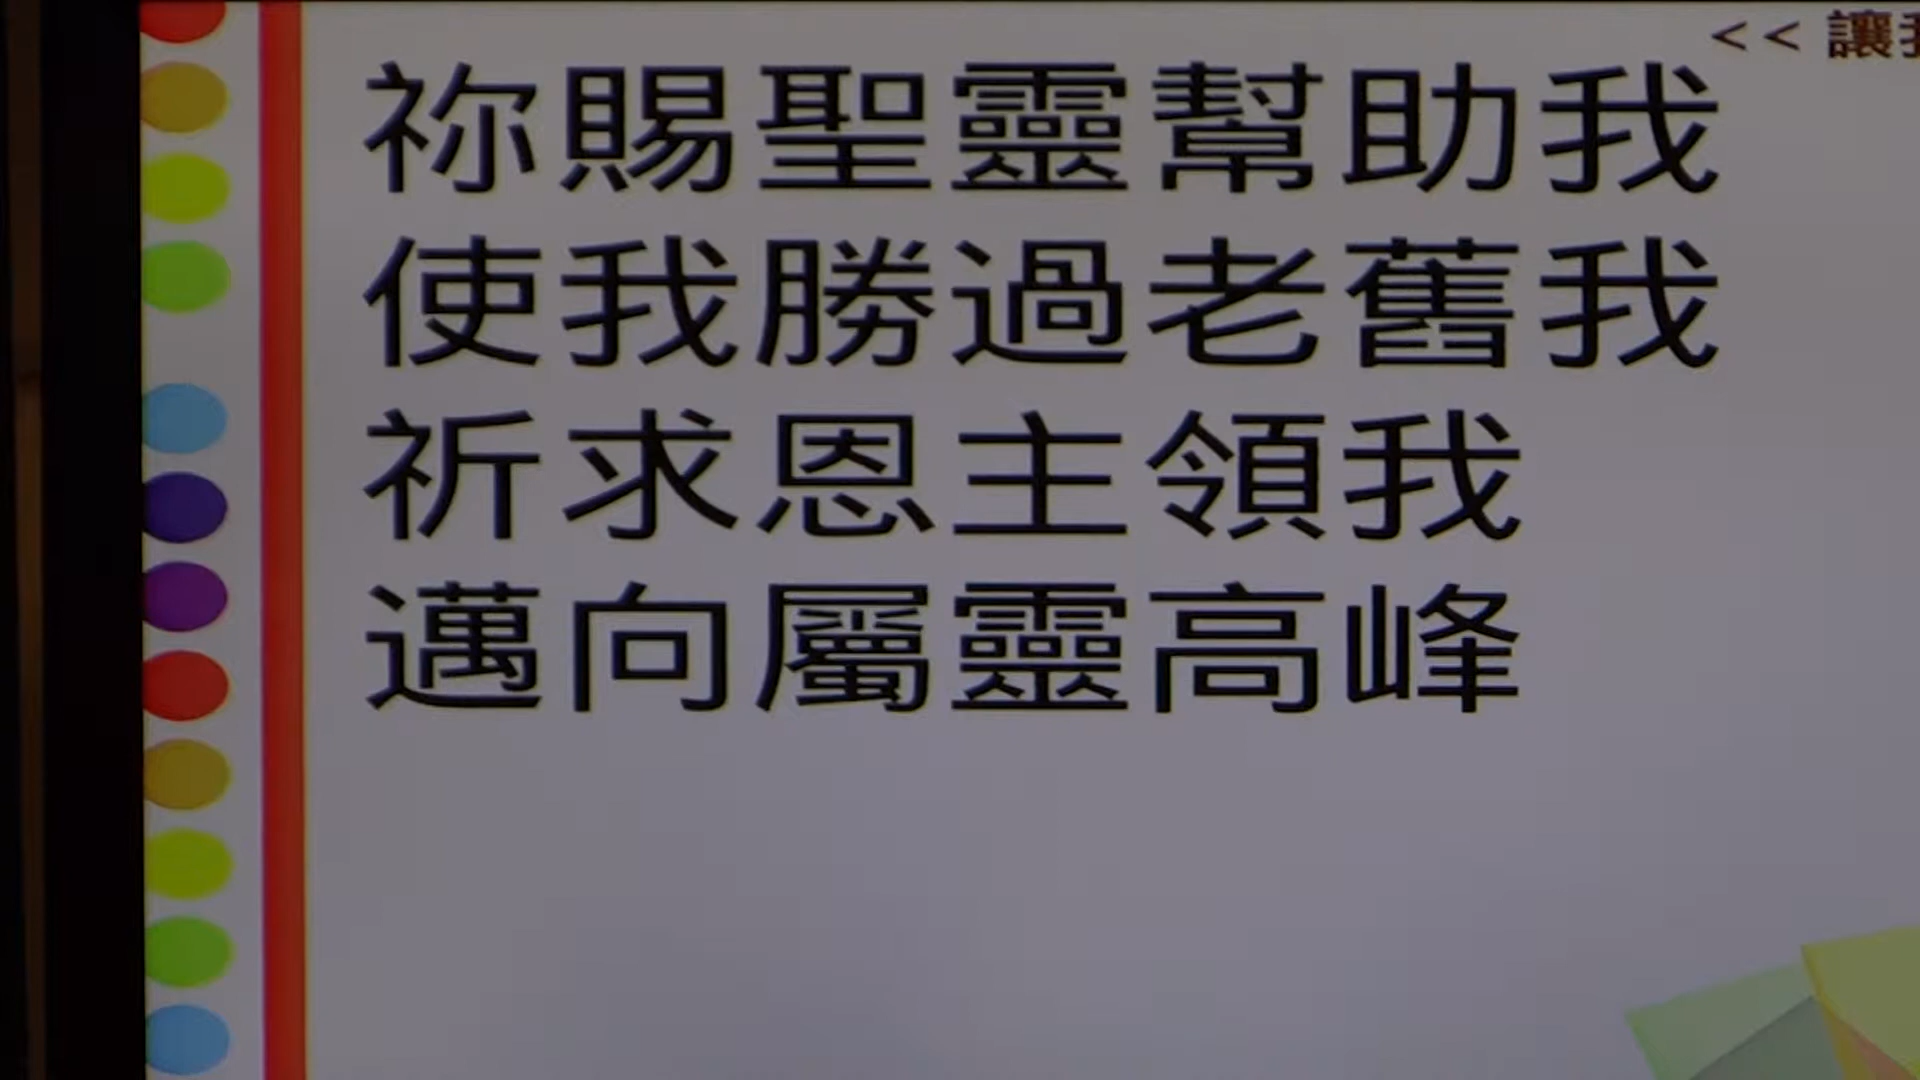 << 讓
祢賜聖靈幫助我
使我勝過老舊我
祈求恩主領我
邁向屬靈高峰